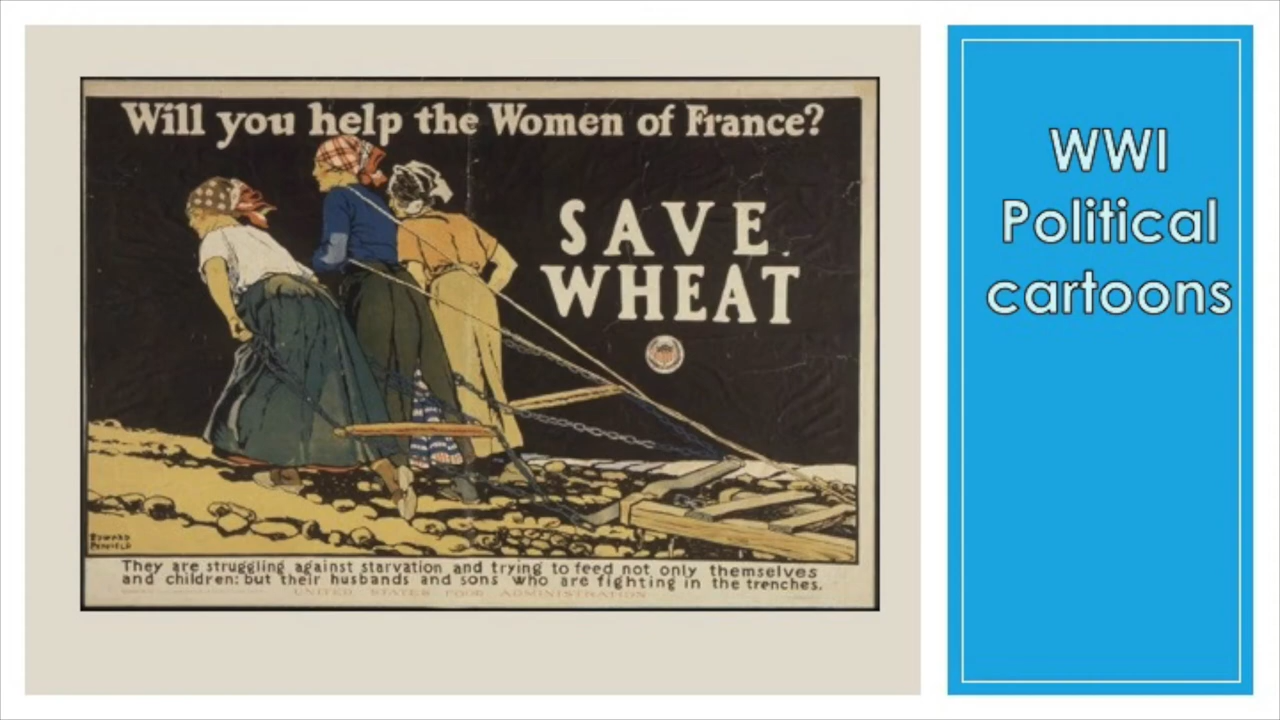 Will you help the Women of France?
SAVE
WHEAT
EDWARD
PENFIELD
They are struggling against starvation and trying to feed not only themselves
and children: but their husbands and sons who are fighting in the trenches.
UNITED STATES FOOD ADMINISTRATION
WWI
Political
cartoons